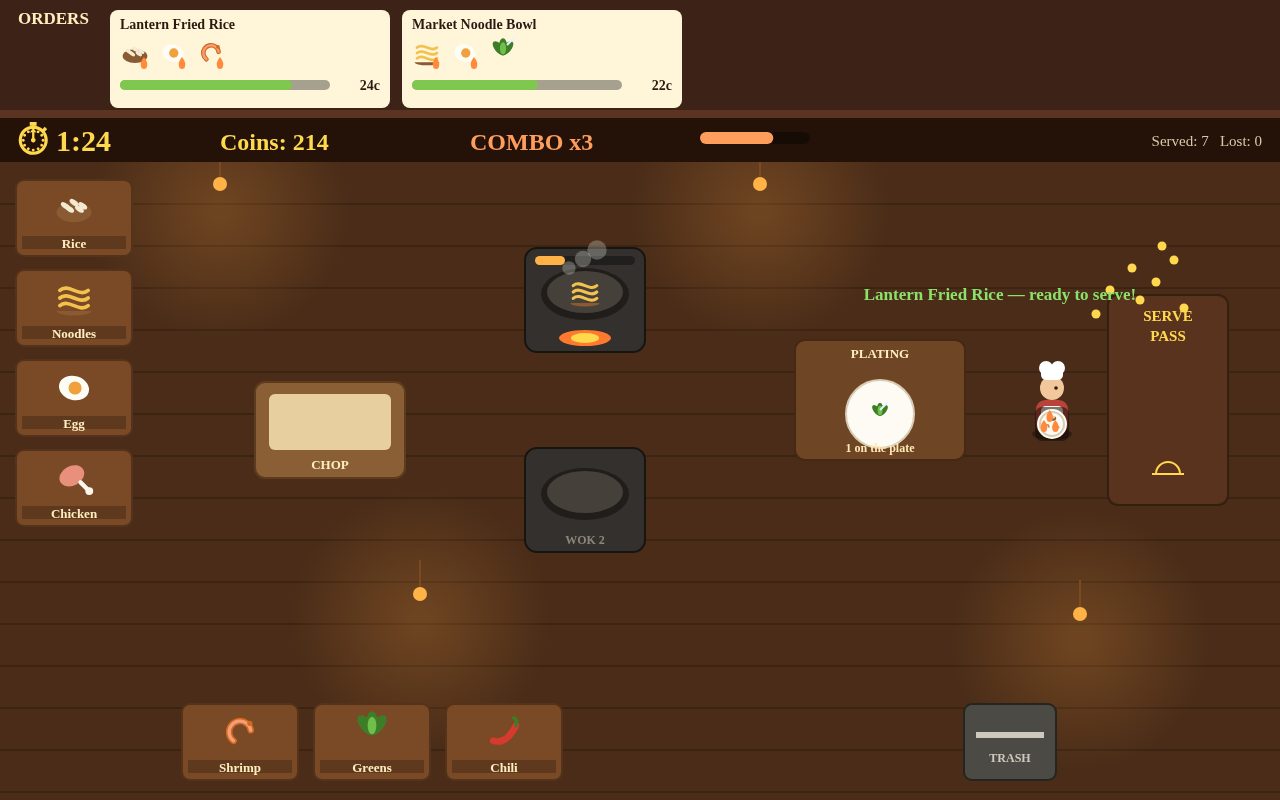 ORDERS
Lantern Fried Rice
24c
Market Noodle Bowl
22c
1:24
Coins: 214
COMBO x3
Served: 7 Lost: 0
Rice
Noodles
Egg
Chicken
CHOP
WOK 2
Lantern Fried Rice — ready to serve!
PLATING
1 on the plate
SERVE
PASS
Shrimp
Greens
Chili
TRASH